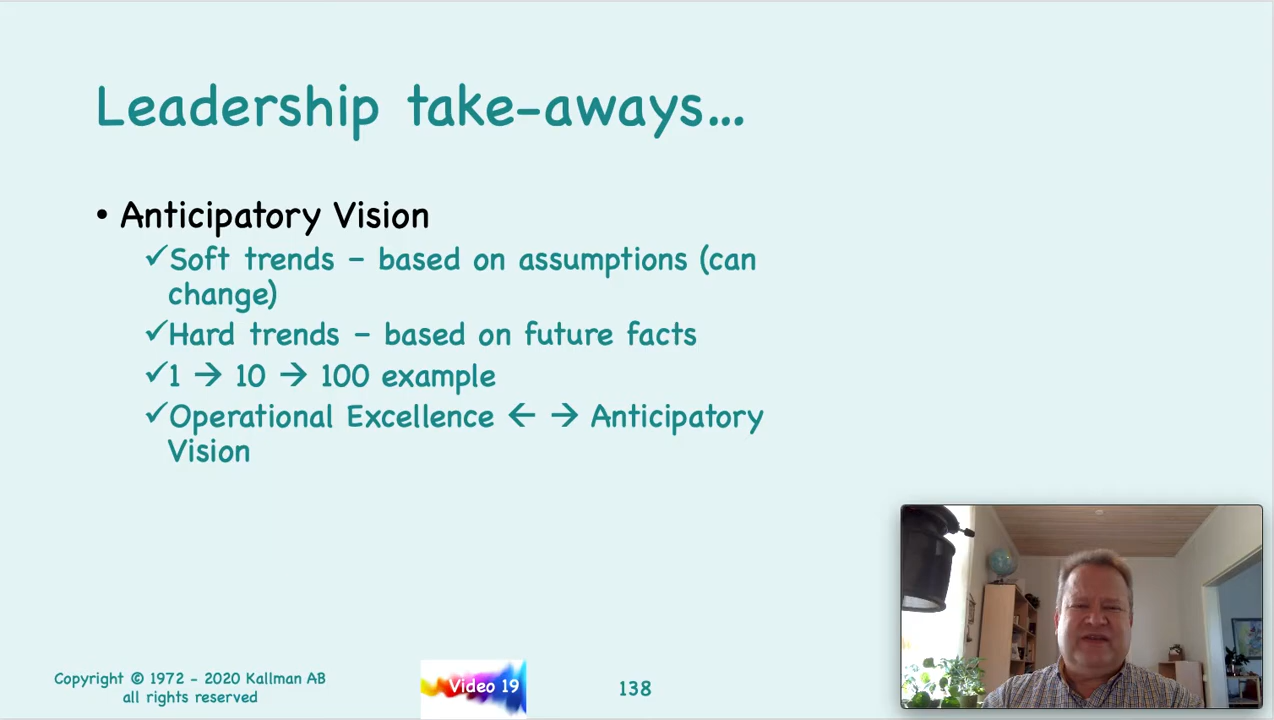 Leadership take-aways...
• Anticipatory Vision
✓Soft trends – based on assumptions (can
change)
✓Hard trends – based on future facts
✓1 → 10 → 100 example
✓Operational Excellence ← → Anticipatory
Vision
Copyright © 1972 - 2020 Kallman AB
all rights reserved
Video 19
138